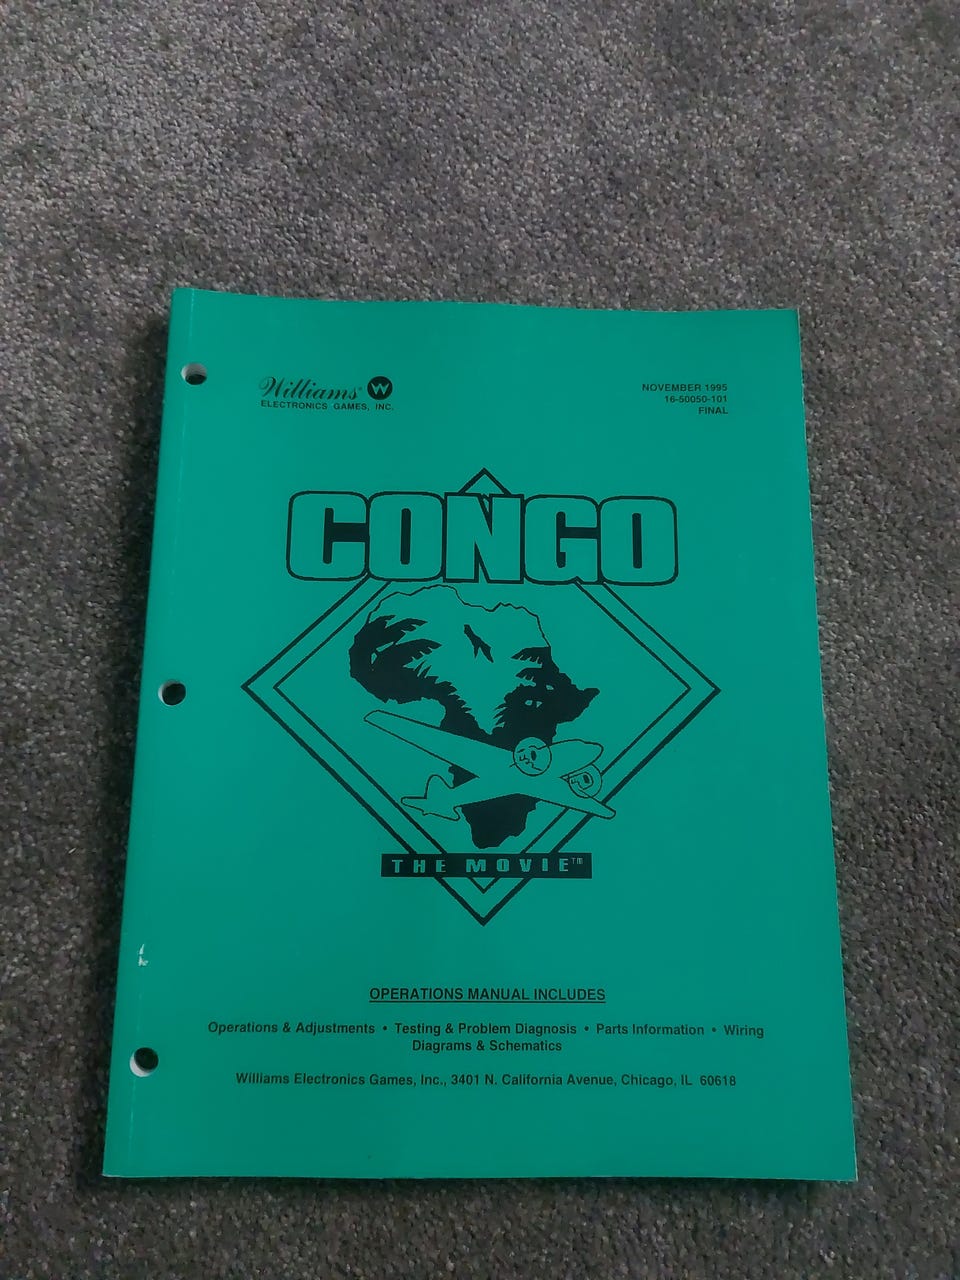 Williams® W
ELECTRONICS GAMES, INC.
NOVEMBER 1995
16-50050-101
FINAL
CONGO
THE MOVIE™
OPERATIONS MANUAL INCLUDES
Operations & Adjustments • Testing & Problem Diagnosis • Parts Information • Wiring
Diagrams & Schematics
Williams Electronics Games, Inc., 3401 N. California Avenue, Chicago, IL 60618